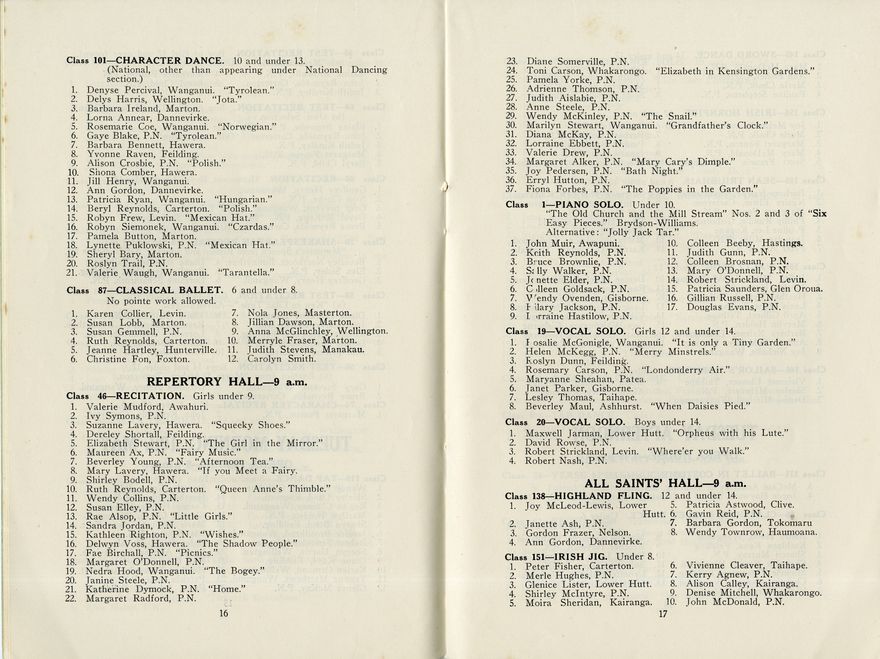 Class 101—CHARACTER DANCE. 10 and under 13.
(National, other than appearing under National Dancing
section.)
1. Denyse Percival, Wanganui. "Tyrolean."
2. Delys Harris, Wellington. "Jota."
3. Barbara Ireland, Marton.
4. Lorna Annear, Dannevirke.
5. Rosemarie Coe, Wanganui. "Norwegian."
6. Gaye Blake, P.N. "Tyrolean."
7. Barbara Bennett, Hawera.
8. Yvonne Raven, Feilding.
9. Alison Crosbie, P.N. "Polish."
10. Shona Comber, Hawera.
11. Jill Henry, Wanganui.
12. Ann Gordon, Dannevirke.
13. Patricia Ryan, Wanganui. "Hungarian."
14. Beryl Reynolds, Carterton. "Polish."
15. Robyn Frew, Levin. "Mexican Hat."
16. Robyn Siemonek, Wanganui. "Czardas."
17. Pamela Button, Marton.
18. Lynette Puklowski, P.N. "Mexican Hat."
19. Sheryl Bary, Marton.
20. Roslyn Trail, P.N.
21. Valerie Waugh, Wanganui. "Tarantella."
Class 87—CLASSICAL BALLET. 6 and under 8.
No pointe work allowed.
1. Karen Collier, Levin.
2. Susan Lobb, Marton.
3. Susan Gemmell, P.N.
4. Ruth Reynolds, Carterton.
5. Jeanne Hartley, Hunterville.
6. Christine Fon, Foxton.
7. Nola Jones, Masterton.
8. Jillian Dawson, Marton.
9. Anna McGlinchley, Wellington.
10. Merryle Fraser, Marton.
11. Judith Stevens, Manakau.
12. Carolyn Smith.
REPERTORY HALL—9 a.m.
Class 46—RECITATION. Girls under 9.
1. Valerie Mudford, Awahuri.
2. Ivy Symons, P.N.
3. Suzanne Lavery, Hawera. "Squeeky Shoes."
4. Dereley Shortall, Feilding.
5. Elizabeth Stewart, P.N. "The Girl in the Mirror."
6. Maureen Ax, P.N. "Fairy Music."
7. Beverley Young, P.N. "Afternoon Tea."
8. Mary Lavery, Hawera. "If you Meet a Fairy.
9. Shirley Bodell, P.N.
10. Ruth Reynolds, Carterton. "Queen Anne's Thimble."
11. Wendy Collins, P.N.
12. Susan Elley, P.N.
13. Rae Alsop, P.N. "Little Girls."
14. Sandra Jordan, P.N.
15. Kathleen Righton, P.N. "Wishes."
16. Delwyn Voss, Hawera. "The Shadow People."
17. Fae Birchall, P.N. "Picnics."
18. Margaret O'Donnell, P.N.
19. Nedra Hood, Wanganui. "The Bogey."
20. Janine Steele, P.N.
21. Katherine Dymock, P.N. "Home."
22. Margaret Radford, P.N.
16
23. Diane Somerville, P.N.
24. Toni Carson, Whakarongo. "Elizabeth in Kensington Gardens."
25. Pamela Yorke, P.N.
26. Adrienne Thomson, P.N.
27. Judith Aislabie, P.N.
28. Anne Steele, P.N.
29. Wendy McKinley, P.N. "The Snail."
30. Marilyn Stewart, Wanganui. "Grandfather's Clock."
31. Diana McKay, P.N.
32. Lorraine Ebbett, P.N.
33. Valerie Drew, P.N.
34. Margaret Alker, P.N. "Mary Cary's Dimple."
35. Joy Pedersen, P.N. "Bath Night."
36. Erryl Hutton, P.N.
37. Fiona Forbes, P.N. "The Poppies in the Garden."
Class 1—PIANO SOLO. Under 10.
"The Old Church and the Mill Stream" Nos. 2 and 3 of "Six
Easy Pieces." Brydson-Williams.
Alternative: "Jolly Jack Tar."
1. John Muir, Awapuni.
2. Keith Reynolds, P.N.
3. Bruce Brownlie, P.N.
4. Sally Walker, P.N.
5. Jenette Elder, P.N.
6. Colleen Goldsack, P.N.
7. Wendy Ovenden, Gisborne.
8. Hilary Jackson, P.N.
9. Lorraine Hastilow, P.N.
10. Colleen Beeby, Hastings.
11. Judith Gunn, P.N.
12. Colleen Brosnan, P.N.
13. Mary O'Donnell, P.N.
14. Robert Strickland, Levin.
15. Patricia Saunders, Glen Oroua.
16. Gillian Russell, P.N.
17. Douglas Evans, P.N.
Class 19—VOCAL SOLO. Girls 12 and under 14.
1. Rosalie McGonigle, Wanganui. "It is only a Tiny Garden."
2. Helen McKegg, P.N. "Merry Minstrels."
3. Roslyn Dunn, Feilding.
4. Rosemary Carson, P.N. "Londonderry Air."
5. Maryanne Sheahan, Patea.
6. Janet Parker, Gisborne.
7. Lesley Thomas, Taihape.
8. Beverley Maul, Ashhurst. "When Daisies Pied."
Class 20—VOCAL SOLO. Boys under 14.
1. Maxwell Jarman, Lower Hutt. "Orpheus with his Lute."
2. David Rowse, P.N.
3. Robert Strickland, Levin. "Where'er you Walk."
4. Robert Nash, P.N.
ALL SAINTS' HALL—9 a.m.
Class 138—HIGHLAND FLING. 12 and under 14.
1. Joy McLeod-Lewis, Lower
Hutt.
2. Janette Ash, P.N.
3. Gordon Frazer, Nelson.
4. Ann Gordon, Dannevirke.
5. Patricia Astwood, Clive.
6. Gavin Reid, P.N.
7. Barbara Gordon, Tokomaru
8. Wendy Townrow, Haumoana.
Class 151—IRISH JIG. Under 8.
1. Peter Fisher, Carterton.
2. Merle Hughes, P.N.
3. Glenice Lister, Lower Hutt.
4. Shirley McIntyre, P.N.
5. Moira Sheridan, Kairanga.
6. Vivienne Cleaver, Taihape.
7. Kerry Agnew, P.N.
8. Alison Calley, Kairanga.
9. Denise Mitchell, Whakarongo.
10. John McDonald, P.N.
17